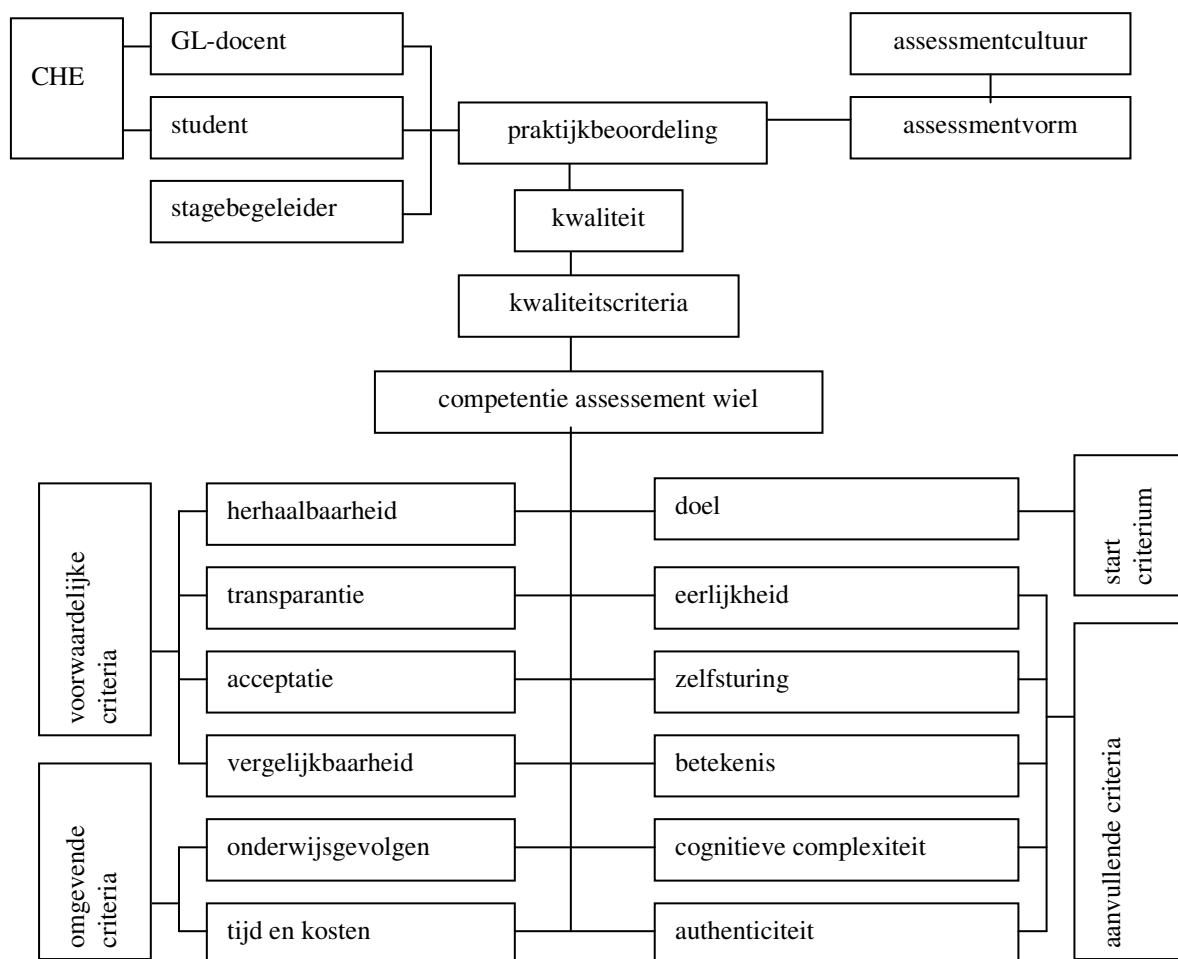 CHE
GL-docent
student
stagebegeleider
praktijkbeoordeling
assessmentcultuur
assessmentvorm
kwaliteit
kwaliteitscriteria
competentie assessement wiel
voorwaardelijke
criteria
herhaalbaarheid
transparantie
acceptatie
vergelijkbaarheid
omgevende
criteria
onderwijsgevolgen
tijd en kosten
doel
eerlijkheid
zelfsturing
betekenis
cognitieve complexiteit
authenticiteit
start
criterium
aanvullende criteria